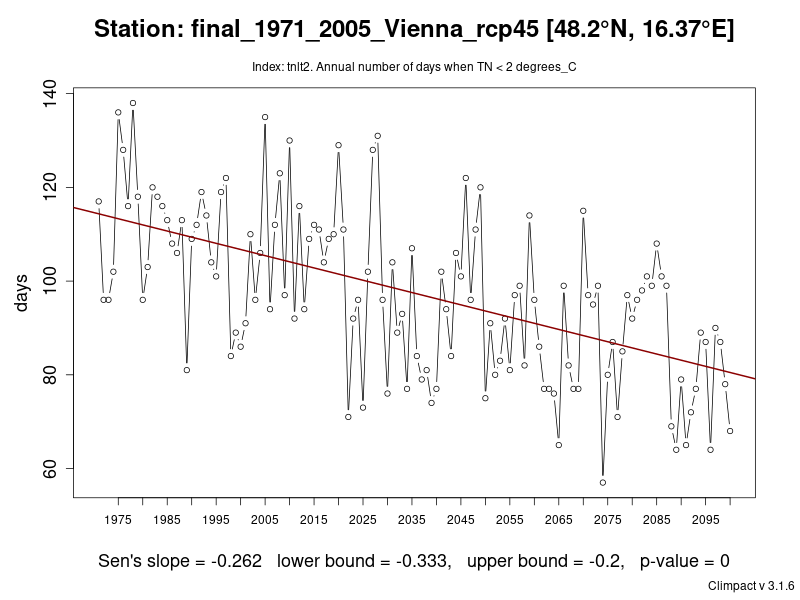 Station: final_1971_2005_Vienna_rcp45 [48.2°N, 16.37°E]
Index: tnlt2. Annual number of days when TN < 2 degrees_C
140
120
100
80
60
days
1975 1985 1995 2005 2015 2025 2035 2045 2055 2065 2075 2085 2095
Sen's slope = -0.262 lower bound = -0.333, upper bound = -0.2, p-value = 0
Climpact v 3.1.6